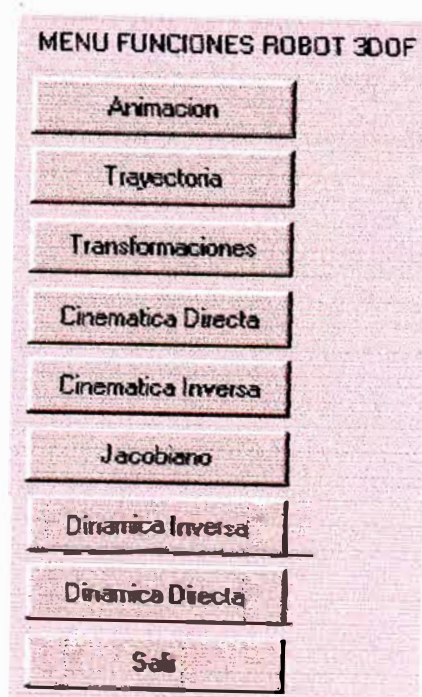 MENU FUNCIONES ROBOT 3DOF
Animacion
Trayectoria
Transformaciones
Cinematica Directa
Cinematica Inversa
Jacobiano
Dinamica Inversa
Dinamica Directa
Salir